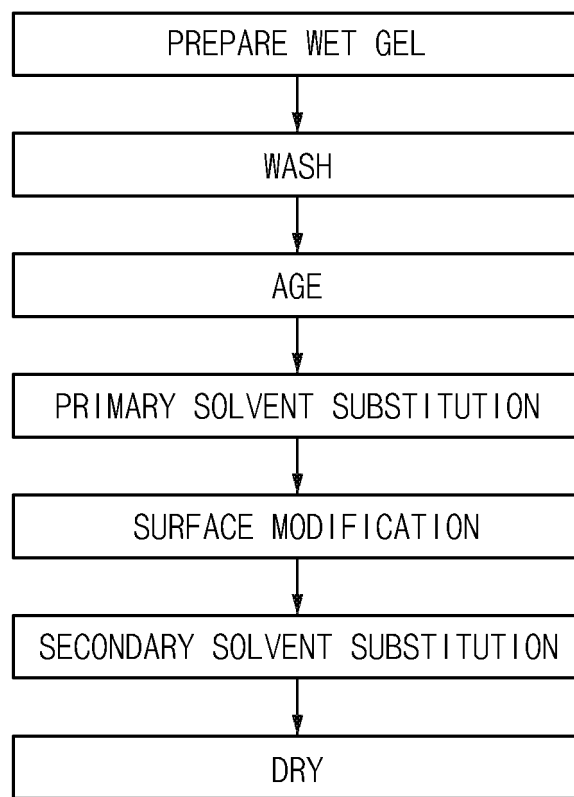 PREPARE WET GEL
WASH
AGE
PRIMARY SOLVENT SUBSTITUTION
SURFACE MODIFICATION
SECONDARY SOLVENT SUBSTITUTION
DRY